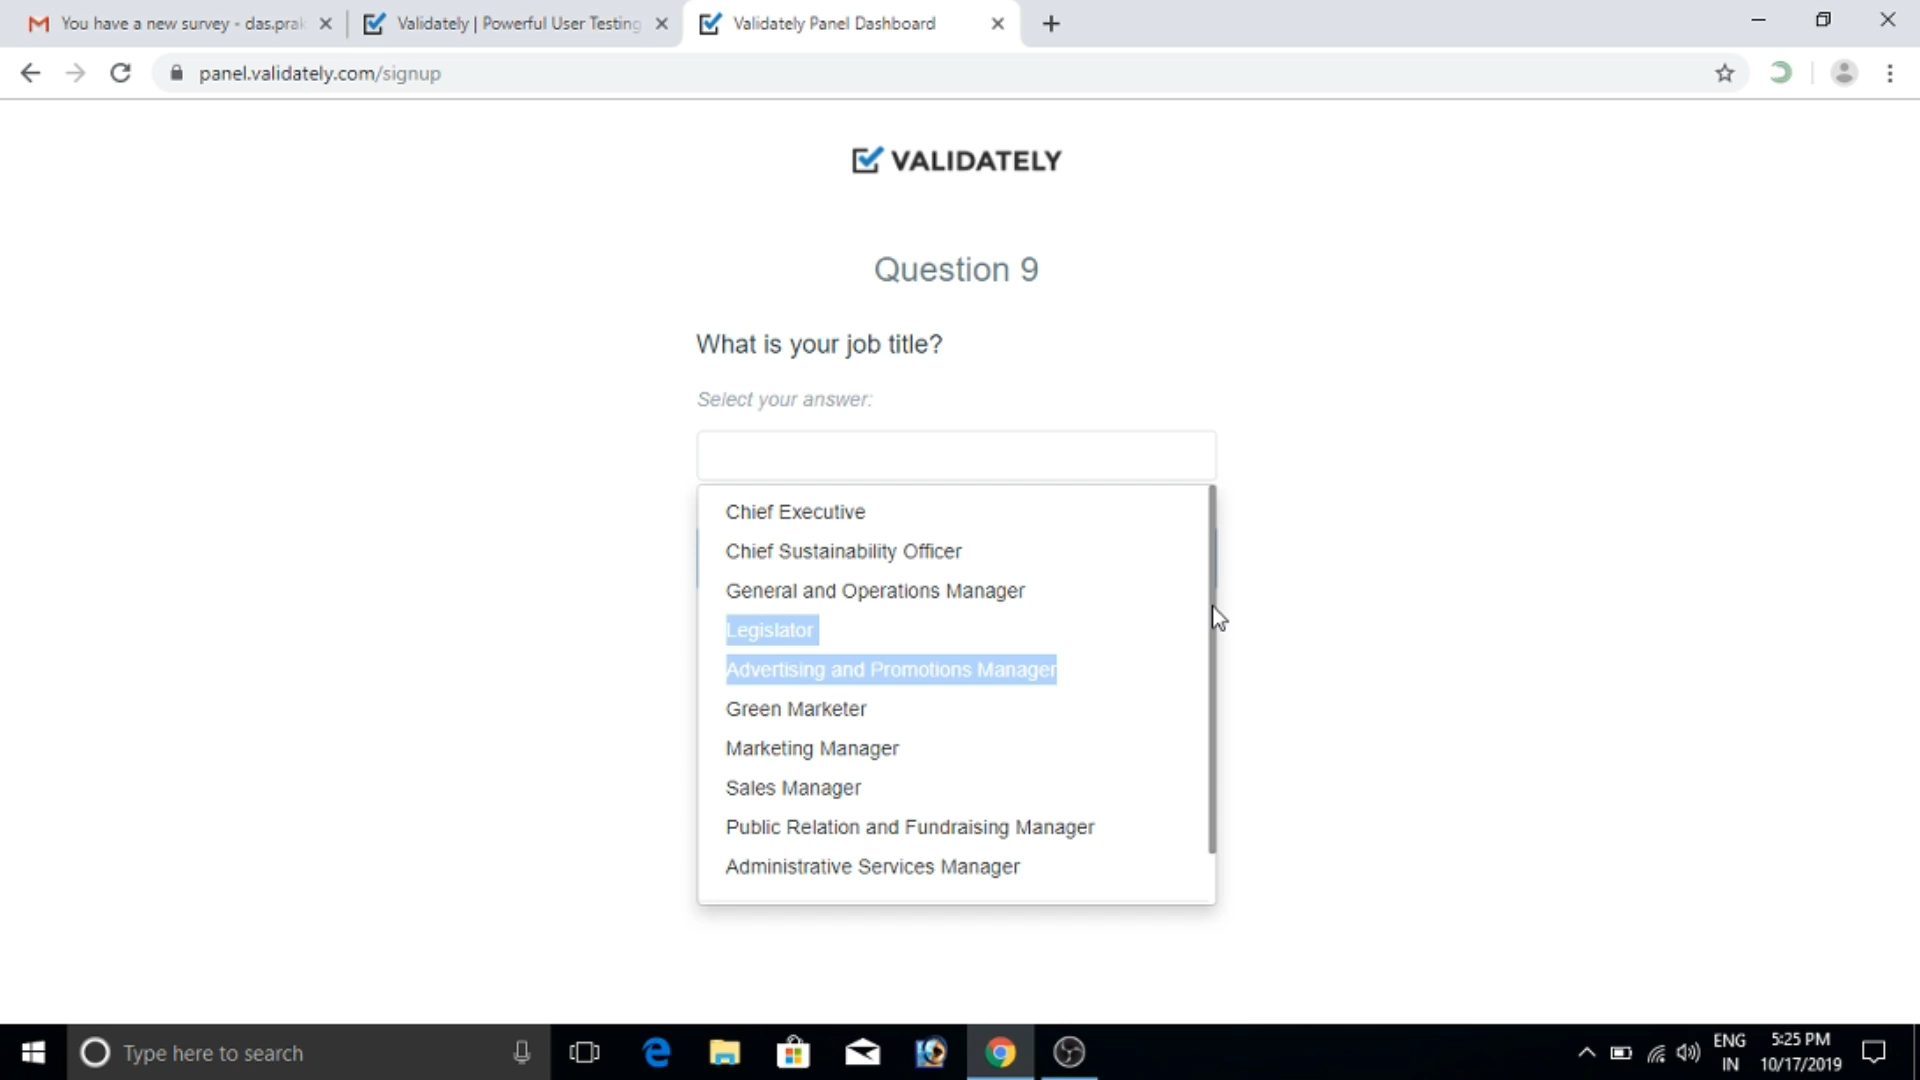 You have a new survey - das.prak
Validately | Powerful User Testing
Validately Panel Dashboard
panel.validately.com/signup
VALIDATELY
Question 9
What is your job title?
Select your answer:
Chief Executive
Chief Sustainability Officer
General and Operations Manager
Legislator
Advertising and Promotions Manager
Green Marketer
Marketing Manager
Sales Manager
Public Relation and Fundraising Manager
Administrative Services Manager
Type here to search
ENG
IN
5:25 PM
10/17/2019